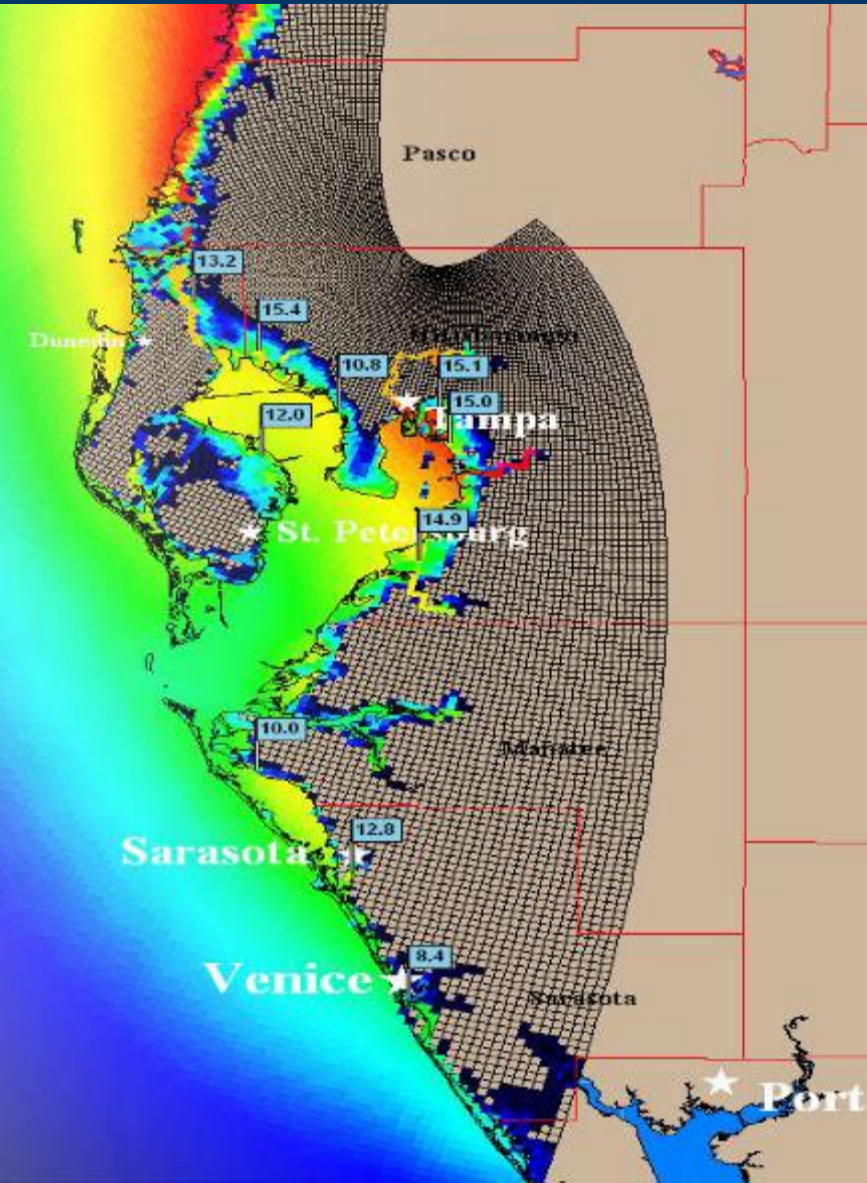 Pasco
13.2
15.4
Dunedin
10.8
15.1
15.0
12.0
Tampa
14.9
St. Petersburg
10.0
Manatee
12.8
Sarasota
8.4
Venice
Sarasota
Port